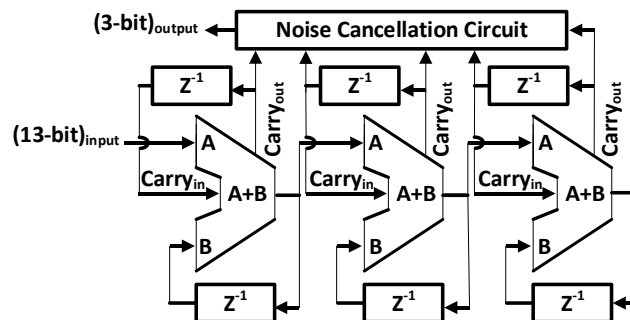 (3-bit)output
Noise Cancellation Circuit
Z-1
Z-1
Z-1
Carryout
Carryout
Carryout
(13-bit)input
A
A
A
Carryin
A+B
Carryin
A+B
Carryin
A+B
B
B
B
Z-1
Z-1
Z-1